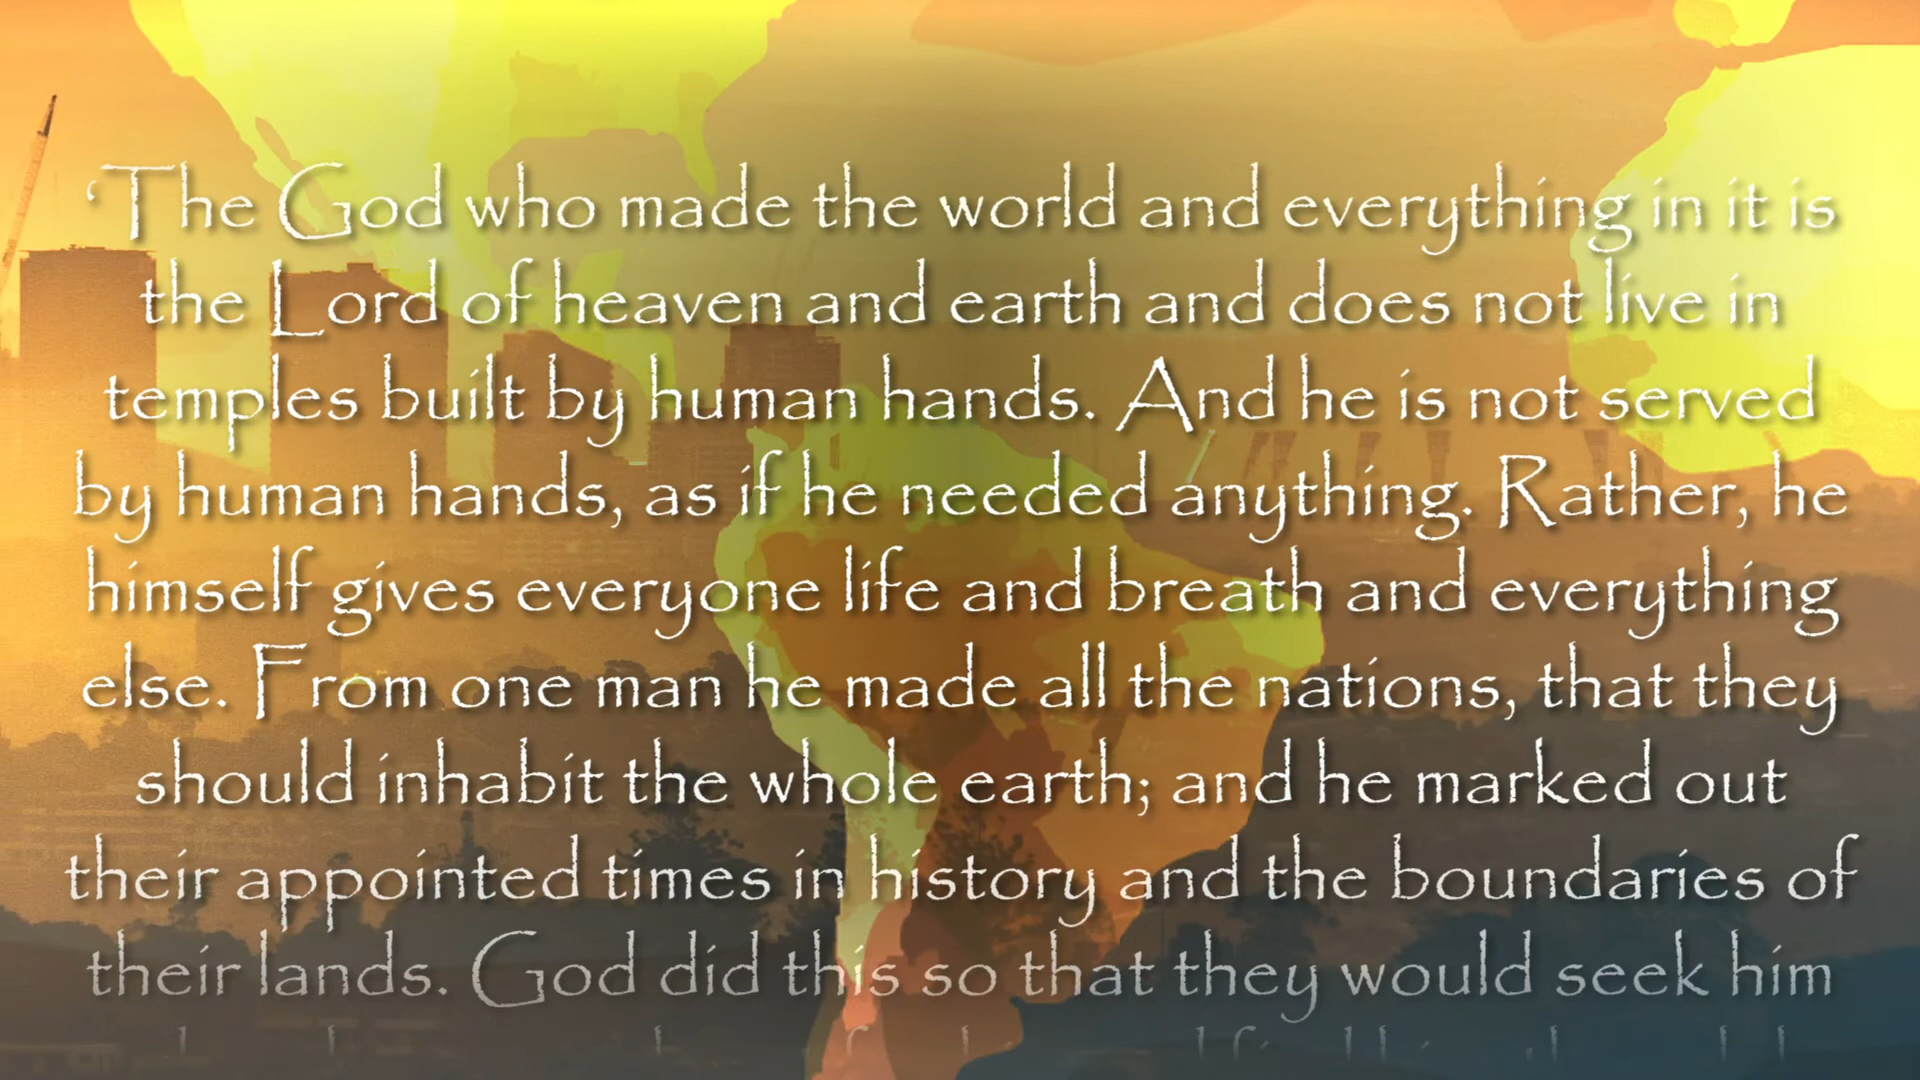 ‘The God who made the world and everything in it is
the Lord of heaven and earth and does not live in
temples built by human hands. And he is not served
by human hands, as if he needed anything. Rather, he
himself gives everyone life and breath and everything
else. From one man he made all the nations, that they
should inhabit the whole earth; and he marked out
their appointed times in history and the boundaries of
their lands. God did this so that they would seek him